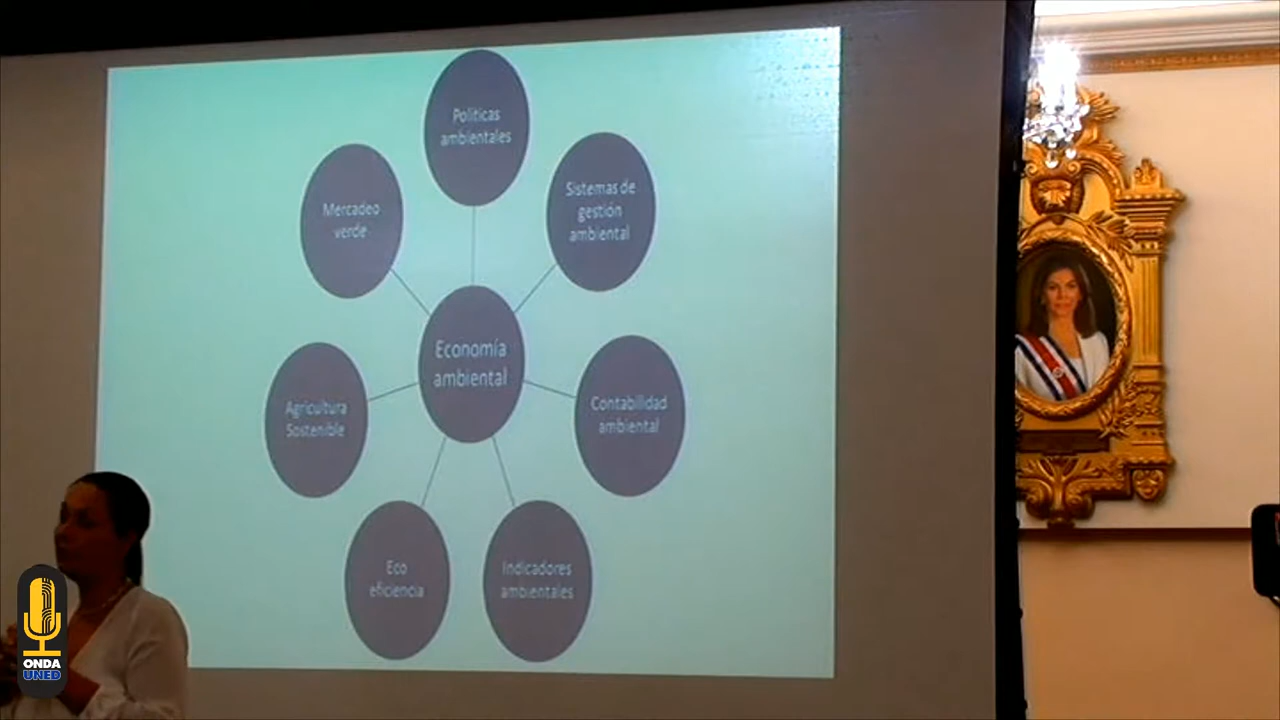 Políticas
ambientales
Sistemas de
gestión
ambiental
Mercadeo
verde
Economía
ambiental
Contabilidad
ambiental
Agricultura
Sostenible
Eco
eficiencia
Indicadores
ambientales
ONDA
UNED